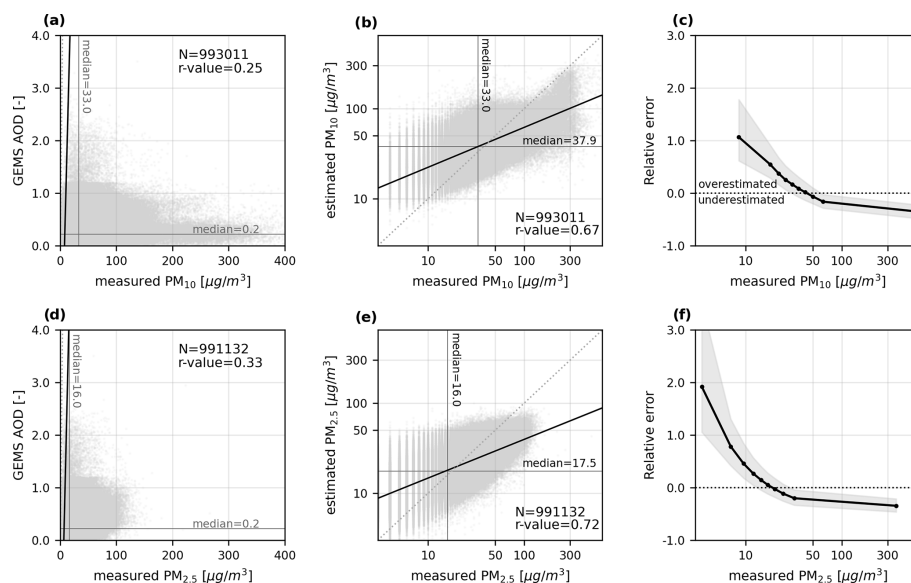 (a)
4.0
3.0
2.0
1.0
0.0
GEMS AOD [-]
median=33.0
N=993011
r-value=0.25
median=0.2
0
100
200
300
400
measured PM10 [μg/m³]
(b)
300
100
50
10
estimated PM10 [μg/m³]
median=33.0
median=37.9
N=993011
r-value=0.67
10
50
100
300
measured PM10 [μg/m³]
(c)
3.0
2.0
1.0
0.0
-1.0
Relative error
overestimated
underestimated
10
50
100
300
measured PM10 [μg/m³]
(d)
4.0
3.0
2.0
1.0
0.0
GEMS AOD [-]
median=16.0
N=991132
r-value=0.33
median=0.2
0
100
200
300
400
measured PM2.5 [μg/m³]
(e)
300
100
50
10
estimated PM2.5 [μg/m³]
median=16.0
median=17.5
N=991132
r-value=0.72
10
50
100
300
measured PM2.5 [μg/m³]
(f)
3.0
2.0
1.0
0.0
-1.0
Relative error
10
50
100
300
measured PM2.5 [μg/m³]